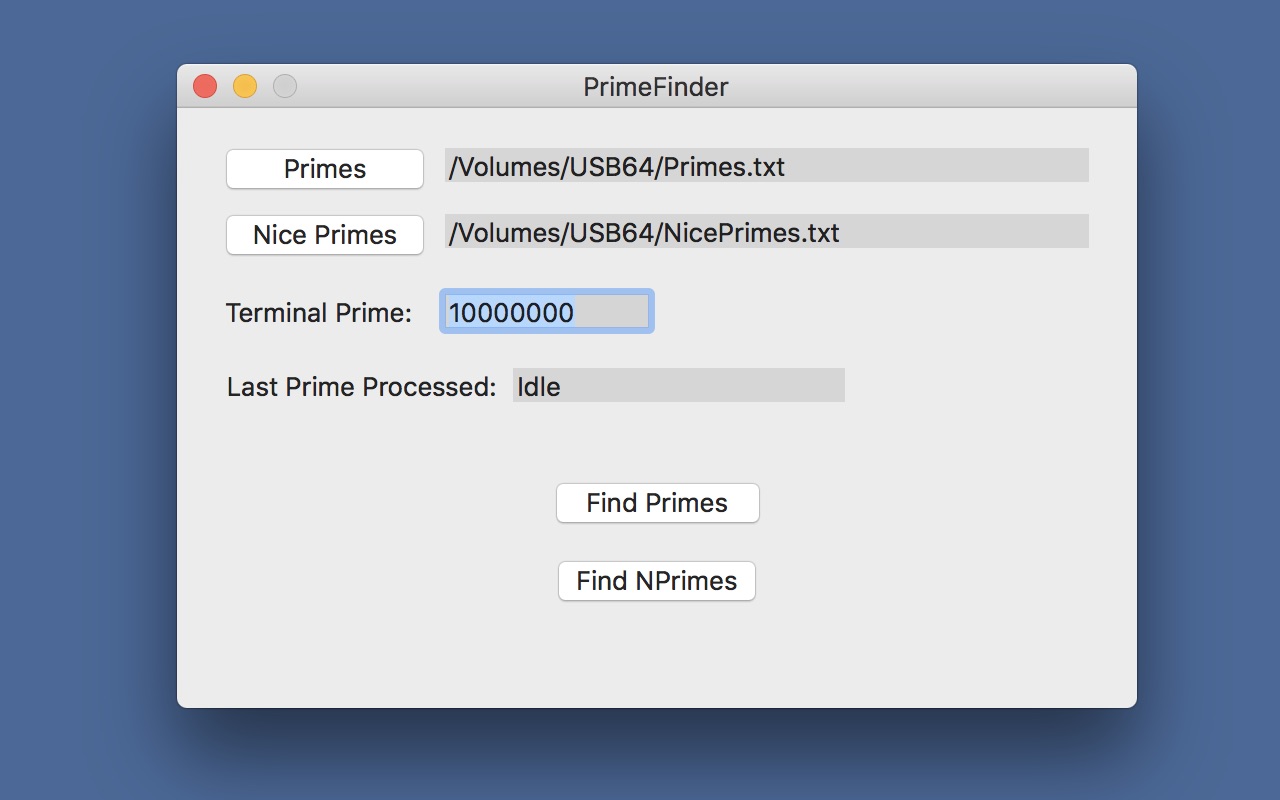 PrimeFinder
Primes /Volumes/USB64/Primes.txt
Nice Primes /Volumes/USB64/NicePrimes.txt
Terminal Prime: 10000000
Last Prime Processed: Idle
Find Primes
Find NPrimes